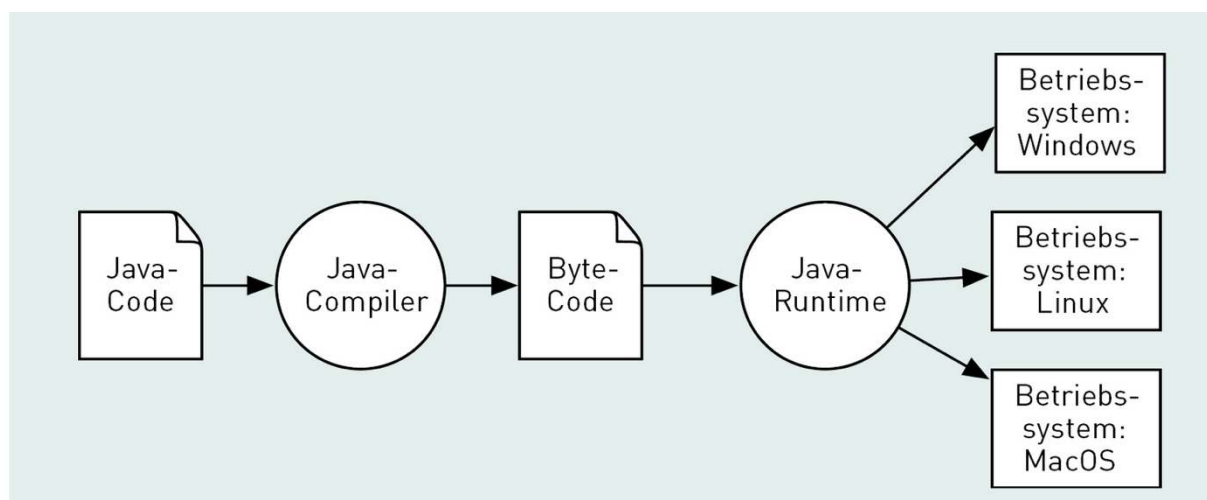 Java-
Code
Java-
Compiler
Byte-
Code
Java-
Runtime
Betriebs-
system:
Windows
Betriebs-
system:
Linux
Betriebs-
system:
MacOS